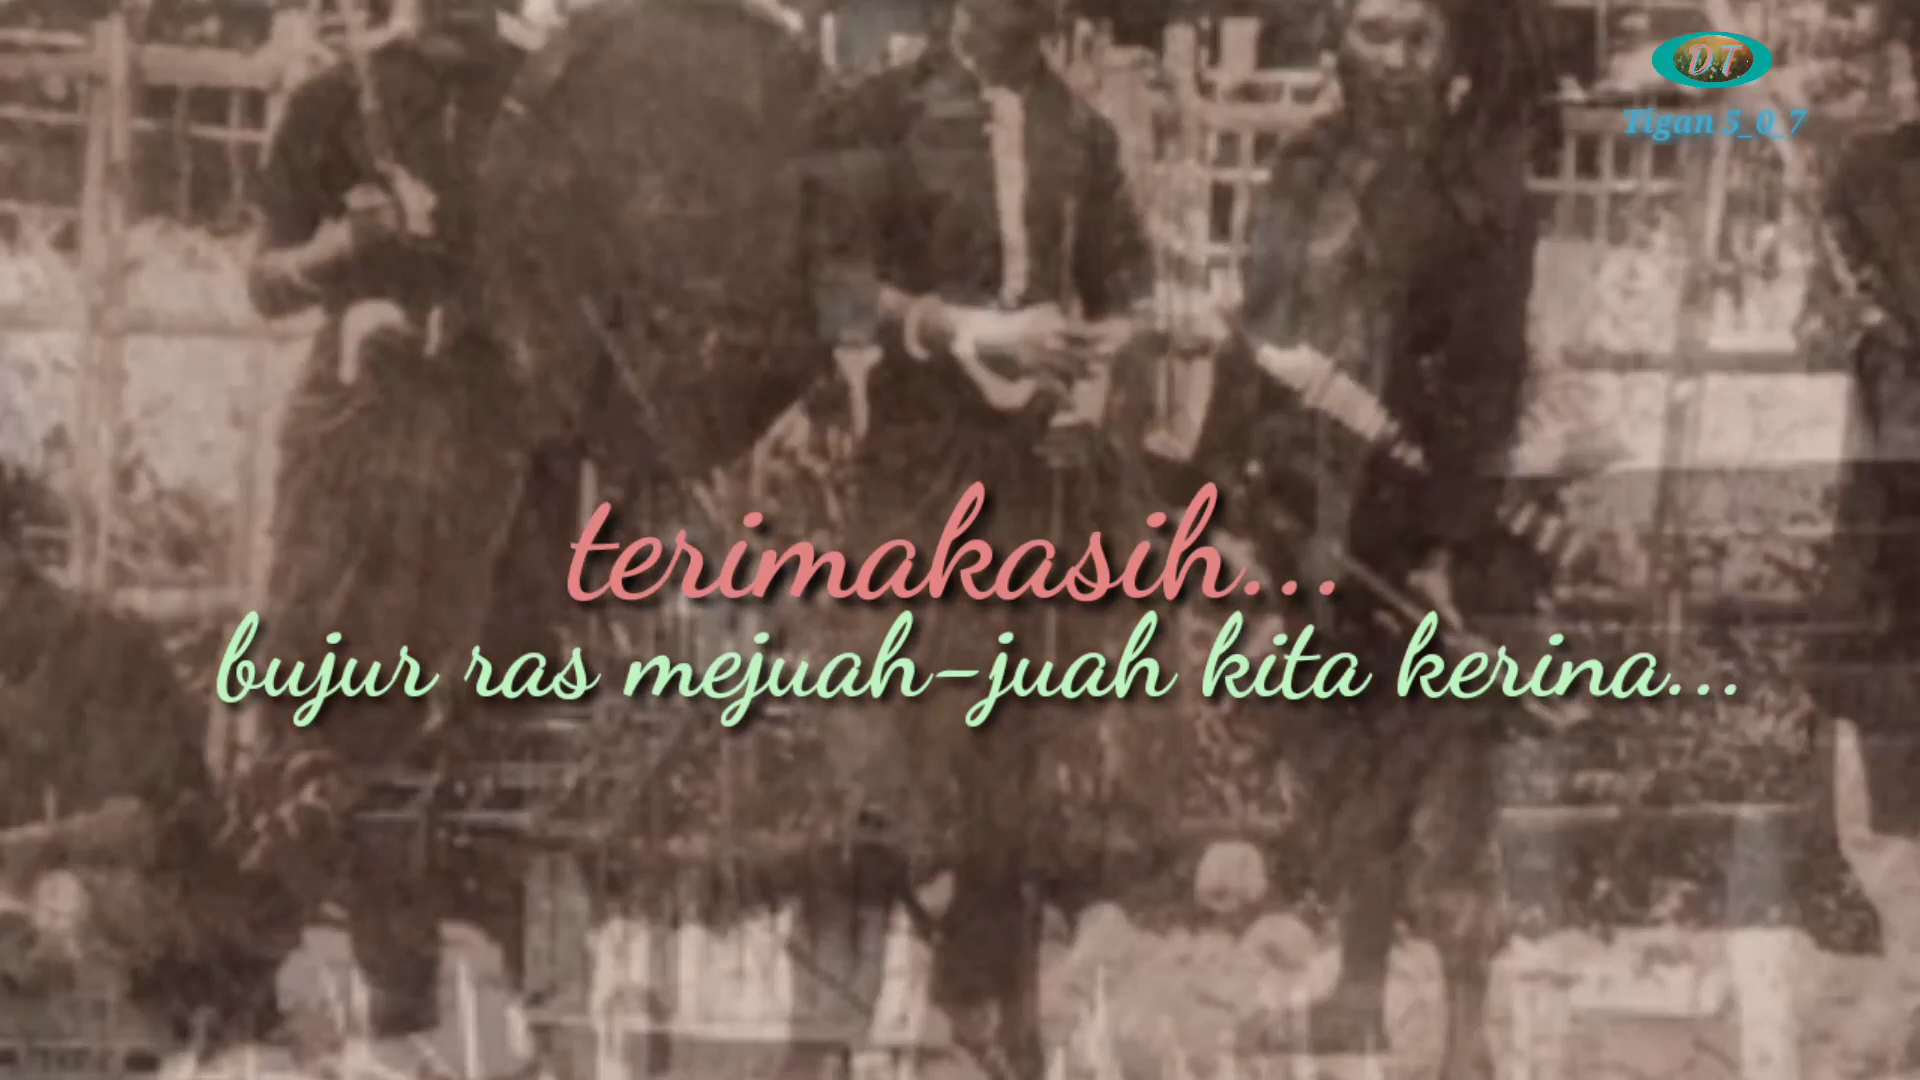 D.T
Tigan 5_0_7
terimakasih...
bujur ras mejuah-juah kita kerina...